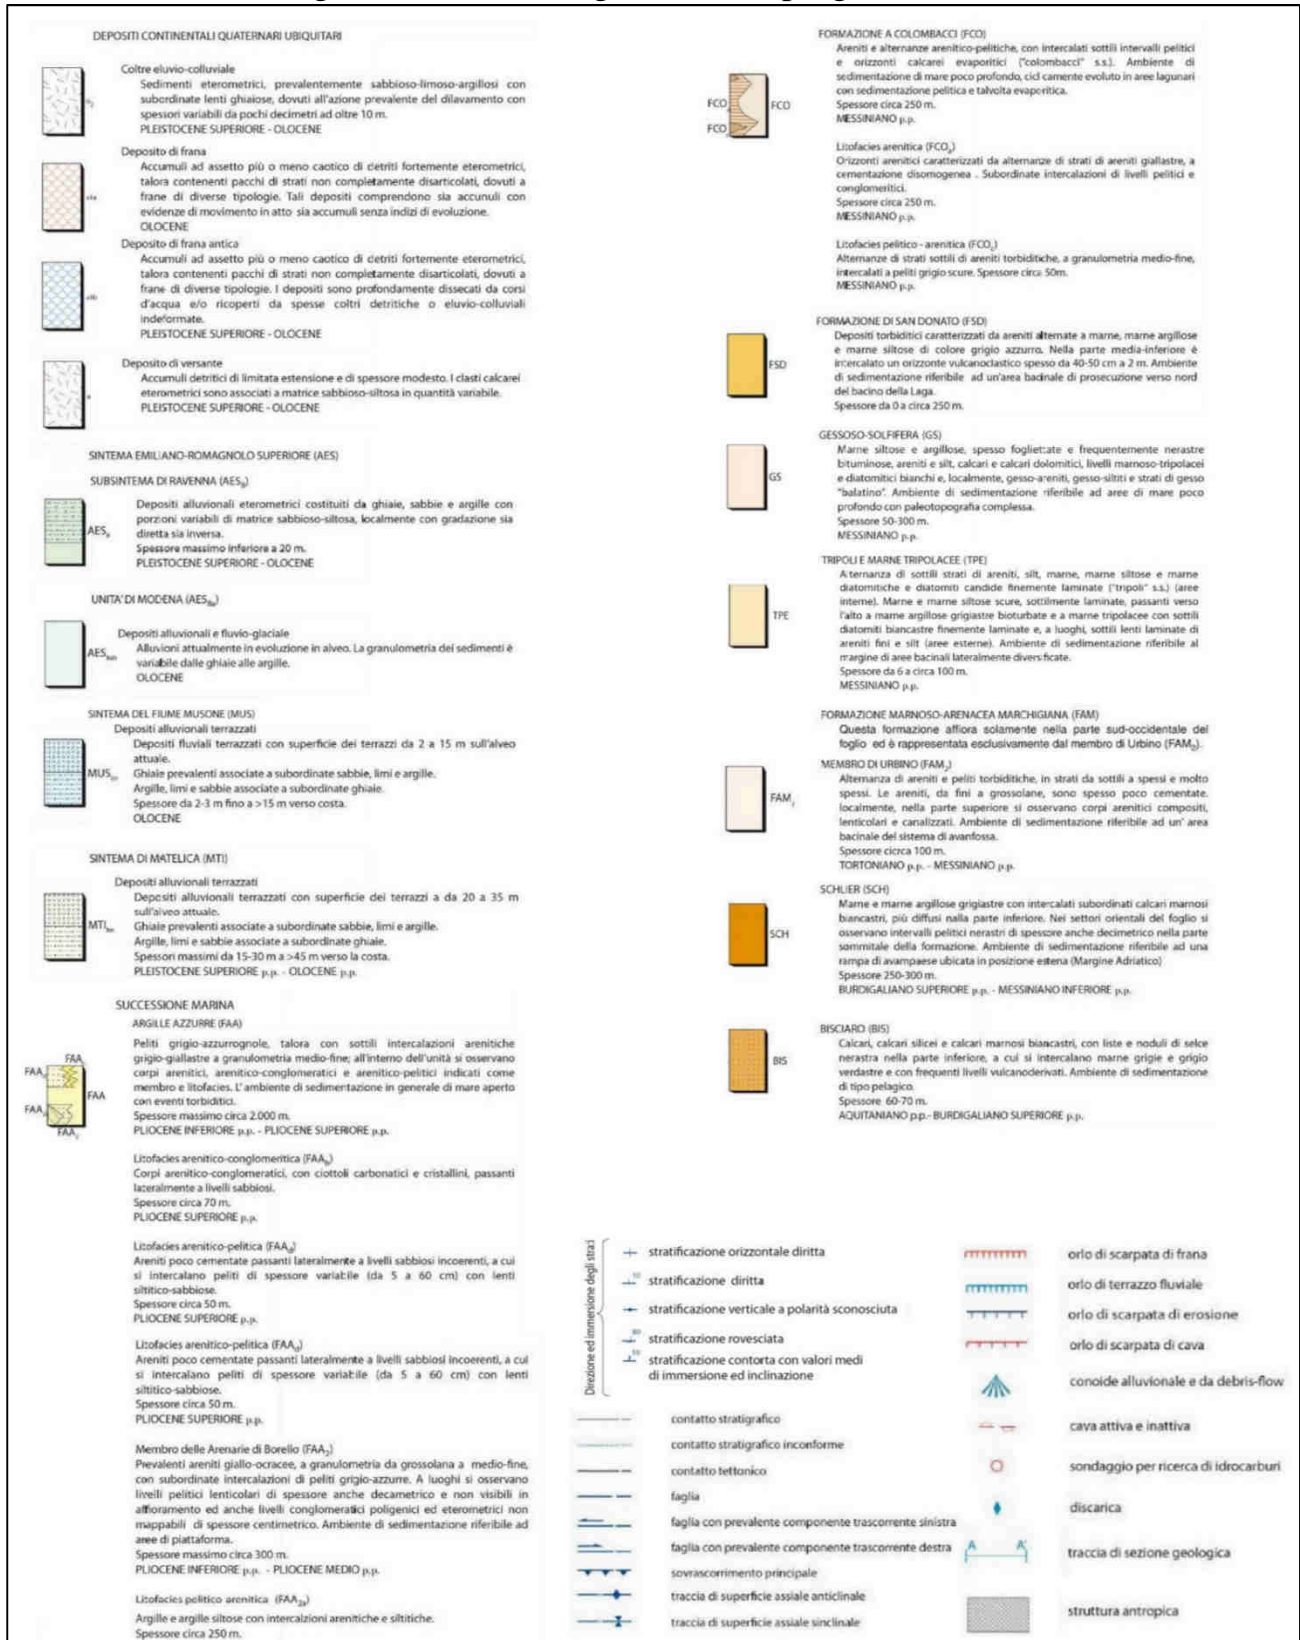 DEPOSITI CONTINENTALI QUATERNARI UBIQUITARI
Coltre eluvio-colluviale
Sedimenti eterometrici, prevalentemente sabbioso-limoso-argillosi con
subordinate lenti ghiaiose, dovuti all'azione prevalente del dilavamento con
spessori variabili da pochi decimetri ad oltre 10 m.
PLEISTOCENE SUPERIORE - OLOCENE
Deposito di frana
Accumuli ad assetto più o meno caotico di detriti fortemente eterometrici,
talora contenenti pacchi di strati non completamente disarticolati, dovuti a
frane di diverse tipologie. Tali depositi comprendono sia accunuli con
evidenze di movimento in atto sia accumuli senza indizi di evoluzione.
OLOCENE
Deposito di frana antica
Accumuli ad assetto più o meno caotico di detriti fortemente eterometrici,
talora contenenti pacchi di strati non completamente disarticolati, dovuti a
frane di diverse tipologie. I depositi sono profondamente dissecati da corsi
d'acqua e/o ricoperti da spesse coltri detritiche o eluvio-colluviali
indeformate.
PLEISTOCENE SUPERIORE - OLOCENE
Deposito di versante
Accumuli detritici di limitata estensione e di spessore modesto. I clasti calcarei
eterometrici sono associati a matrice sabbioso-siltosa in quantità variabile.
PLEISTOCENE SUPERIORE - OLOCENE
SINTEMA EMILIANO-ROMAGNOLO SUPERIORE (AES)
SUBSINTEMA DI RAVENNA (AES8)
AES8
Depositi alluvionali eterometrici costituiti da ghiaie, sabbie e argille con
porzioni variabili di matrice sabbioso-siltosa, localmente con gradazione sia
diretta sia inversa.
Spessore massimo inferiore a 20 m.
PLEISTOCENE SUPERIORE - OLOCENE
UNITA' DI MODENA (AES8a)
Depositi alluvionali e fluvio-glaciale
Alluvioni attualmente in evoluzione in alveo. La granulometria dei sedimenti è
variabile dalle ghiaie alle argille.
OLOCENE
SINTEMA DEL FIUME MUSONE (MUS)
Depositi alluvionali terrazzati
Depositi fluviali terrazzati con superficie dei terrazzi da 2 a 15 m sull'alveo
attuale.
MUSbn
Ghiaie prevalenti associate a subordinate sabbie, limi e argille.
Argille, limi e sabbie associate a subordinate ghiaie.
Spessore da 2-3 m fino a >15 m verso costa.
OLOCENE
SINTEMA DI MATELICA (MTI)
Depositi alluvionali terrazzati
Depositi alluvionali terrazzati con superficie dei terrazzi a da 20 a 35 m
sull'alveo attuale.
MTIbn
Ghiaie prevalenti associate a subordinate sabbie, limi e argille.
Argille, limi e sabbie associate a subordinate ghiaie.
Spessori massimi da 15-30 m a >45 m verso la costa.
PLEISTOCENE SUPERIORE p.p. - OLOCENE p.p.
SUCCESSIONE MARINA
ARGILLE AZZURRE (FAA)
FAA
Peliti grigio-azzurrognole, talora con sottili intercalazioni arenitiche
grigio-giallastre a granulometria medio-fine; all'interno dell'unità si osservano
corpi arenitici, arenitico-conglomeratici e arenitico-pelitici indicati come
membro e litofacies. L'ambiente di sedimentazione in generale di mare aperto
con eventi torbiditici.
Spessore massimo circa 2.000 m.
PLIOCENE INFERIORE p.p. - PLIOCENE SUPERIORE p.p.
Litofacies arenitico-conglomeritica (FAAb)
Corpi arenitico-conglomeratici, con ciottoli carbonatici e cristallini, passanti
lateralmente a livelli sabbiosi.
Spessore circa 70 m.
PLIOCENE SUPERIORE p.p.
Litofacies arenitico-pelitica (FAAd)
Areniti poco cementate passanti lateralmente a livelli sabbiosi incoerenti, a cui
si intercalano peliti di spessore variabile (da 5 a 60 cm) con lenti
siltitico-sabbiose.
Spessore circa 50 m.
PLIOCENE SUPERIORE p.p.
Litofacies arenitico-pelitica (FAAd)
Areniti poco cementate passanti lateralmente a livelli sabbiosi incoerenti, a cui
si intercalano peliti di spessore variabile (da 5 a 60 cm) con lenti
siltitico-sabbiose.
Spessore circa 50 m.
PLIOCENE SUPERIORE p.p.
Membro delle Arenarie di Borello (FAA2)
Prevalenti areniti giallo-ocracee, a granulometria da grossolana a medio-fine,
con subordinate intercalazioni di peliti grigio-azzurre. A luoghi si osservano
livelli pelitici lenticolari di spessore anche decametrico e non visibili in
affioramento ed anche livelli conglomeratici poligenici ed eterometrici non
mappabili di spessore centimetrico. Ambiente di sedimentazione riferibile ad
aree di piattaforma.
Spessore massimo circa 300 m.
PLIOCENE INFERIORE p.p. - PLIOCENE MEDIO p.p.
Litofacies pelitico arenitica (FAA2a)
Argille e argille siltose con intercalzioni arenitiche e siltitiche.
Spessore circa 250 m.
FORMAZIONE A COLOMBACCI (FCO)
Areniti e alternanze arenitico-pelitiche, con intercalati sottili intervalli pelitici
e orizzonti calcarei evaporitici ("colombacci" s.s.). Ambiente di
sedimentazione di mare poco profondo, cicl camente evoluto in aree lagunari
con sedimentazione pelitica e talvolta evaporitica.
FCO
Spessore circa 250 m.
MESSINIANO p.p.
Litofacies arenitica (FCOa)
Orizzonti arenitici caratterizzati da alternanze di strati di areniti giallastre, a
cementazione disomogenea . Subordinate intercalazioni di livelli pelitici e
conglomeritici.
Spessore circa 250 m.
MESSINIANO p.p.
Litofacies pelitico - arenitica (FCOc)
Alternanze di strati sottili di areniti torbiditiche, a granulometria medio-fine,
intercalati a peliti grigio scure. Spessore circa 50m.
MESSINIANO p.p.
FORMAZIONE DI SAN DONATO (FSD)
Depositi torbiditici caratterizzati da areniti alternate a marne, marne argillose
e marne siltose di colore grigio azzurro. Nella parte media-inferiore è
FSD
intercalato un orizzonte vulcanoclastico spesso da 40-50 cm a 2 m. Ambiente
di sedimentazione riferibile ad un'area bacinale di prosecuzione verso nord
del bacino della Laga.
Spessore da 0 a circa 250 m.
GESSOSO-SOLFIFERA (GS)
Marne siltose e argillose, spesso fogliettate e frequentemente nerastre
bituminose, areniti e silt, calcari e calcari dolomitici, livelli marnoso-tripolacei
GS
e diatomitici bianchi e, localmente, gesso-areniti, gesso-siltiti e strati di gesso
"balatino". Ambiente di sedimentazione riferibile ad aree di mare poco
profondo con paleotopografia complessa.
Spessore 50-300 m.
MESSINIANO p.p.
TRIPOLI E MARNE TRIPOLACEE (TPE)
Alternanza di sottili strati di areniti, silt, marne, marne siltose e marne
diatomitiche e diatomiti candide finemente laminate ("tripoli" s.s.) (aree
interne). Marne e marne siltose scure, sottilmente laminate, passanti verso
TPE
l'alto a marne argillose grigiastre bioturbate e a marne tripolacee con sottili
diatomiti biancastre finemente laminate e, a luoghi, sottili lenti laminate di
areniti fini e silt (aree esterne). Ambiente di sedimentazione riferibile al
margine di aree bacinali lateralmente diversificate.
Spessore da 6 a circa 100 m.
MESSINIANO p.p.
FORMAZIONE MARNOSO-ARENACEA MARCHIGIANA (FAM)
Questa formazione affiora solamente nella parte sud-occidentale del
foglio ed è rappresentata esclusivamente dal membro di Urbino (FAM2).
MEMBRO DI URBINO (FAM2)
Alternanza di areniti e peliti torbiditiche, in strati da sottili a spessi e molto
spessi. Le areniti, da fini a grossolane, sono spesso poco cementate.
FAM2
localmente, nella parte superiore si osservano corpi arenitici compositi,
lenticolari e canalizzati. Ambiente di sedimentazione riferibile ad un' area
bacinale del sistema di avanfossa.
Spessore cicrca 100 m.
TORTONIANO p.p. - MESSINIANO p.p.
SCHLIER (SCH)
Marne e marne argillose grigiastre con intercalati subordinati calcari marnosi
biancastri, più diffusi nalla parte inferiore. Nei settori orientali del foglio si
SCH
osservano intervalli pelitici nerastri di spessore anche decimetrico nella parte
sommitale della formazione. Ambiente di sedimentazione riferibile ad una
rampa di avampaese ubicata in posizione esterna (Margine Adriatico)
Spessore 250-300 m.
BURDIGALIANO SUPERIORE p.p. - MESSINIANO INFERIORE p.p.
BISCIARO (BIS)
Calcari, calcari silicei e calcari marnosi biancastri, con liste e noduli di selce
nerastra nella parte inferiore, a cui si intercalano marne grigie e grigio
BIS
verdastre e con frequenti livelli vulcanoderivati. Ambiente di sedimentazione
di tipo pelagico.
Spessore 60-70 m.
AQUITANIANO p.p.- BURDIGALIANO SUPERIORE p.p.
Direzione ed immersione degli strati
stratificazione orizzontale diritta
stratificazione diritta
stratificazione verticale a polarità sconosciuta
stratificazione rovesciata
stratificazione contorta con valori medi
di immersione ed inclinazione
contatto stratigrafico
contatto stratigrafico inconforme
contatto tettonico
faglia
faglia con prevalente componente trascorrente sinistra
faglia con prevalente componente trascorrente destra
sovrascorrimento principale
traccia di superficie assiale anticlinale
traccia di superficie assiale sinclinale
orlo di scarpata di frana
orlo di terrazzo fluviale
orlo di scarpata di erosione
orlo di scarpata di cava
conoide alluvionale e da debris-flow
cava attiva e inattiva
sondaggio per ricerca di idrocarburi
discarica
A A'
traccia di sezione geologica
struttura antropica